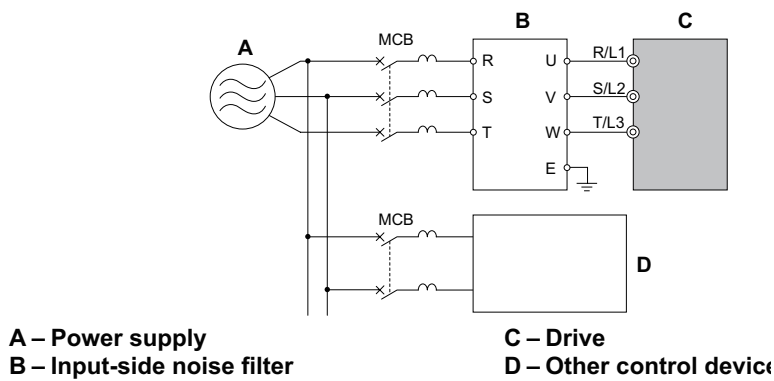 A
B
C
MCB
R
S
T
U
V
W
E
R/L1
S/L2
T/L3
MCB
D
A – Power supply
B – Input-side noise filter
C – Drive
D – Other control device